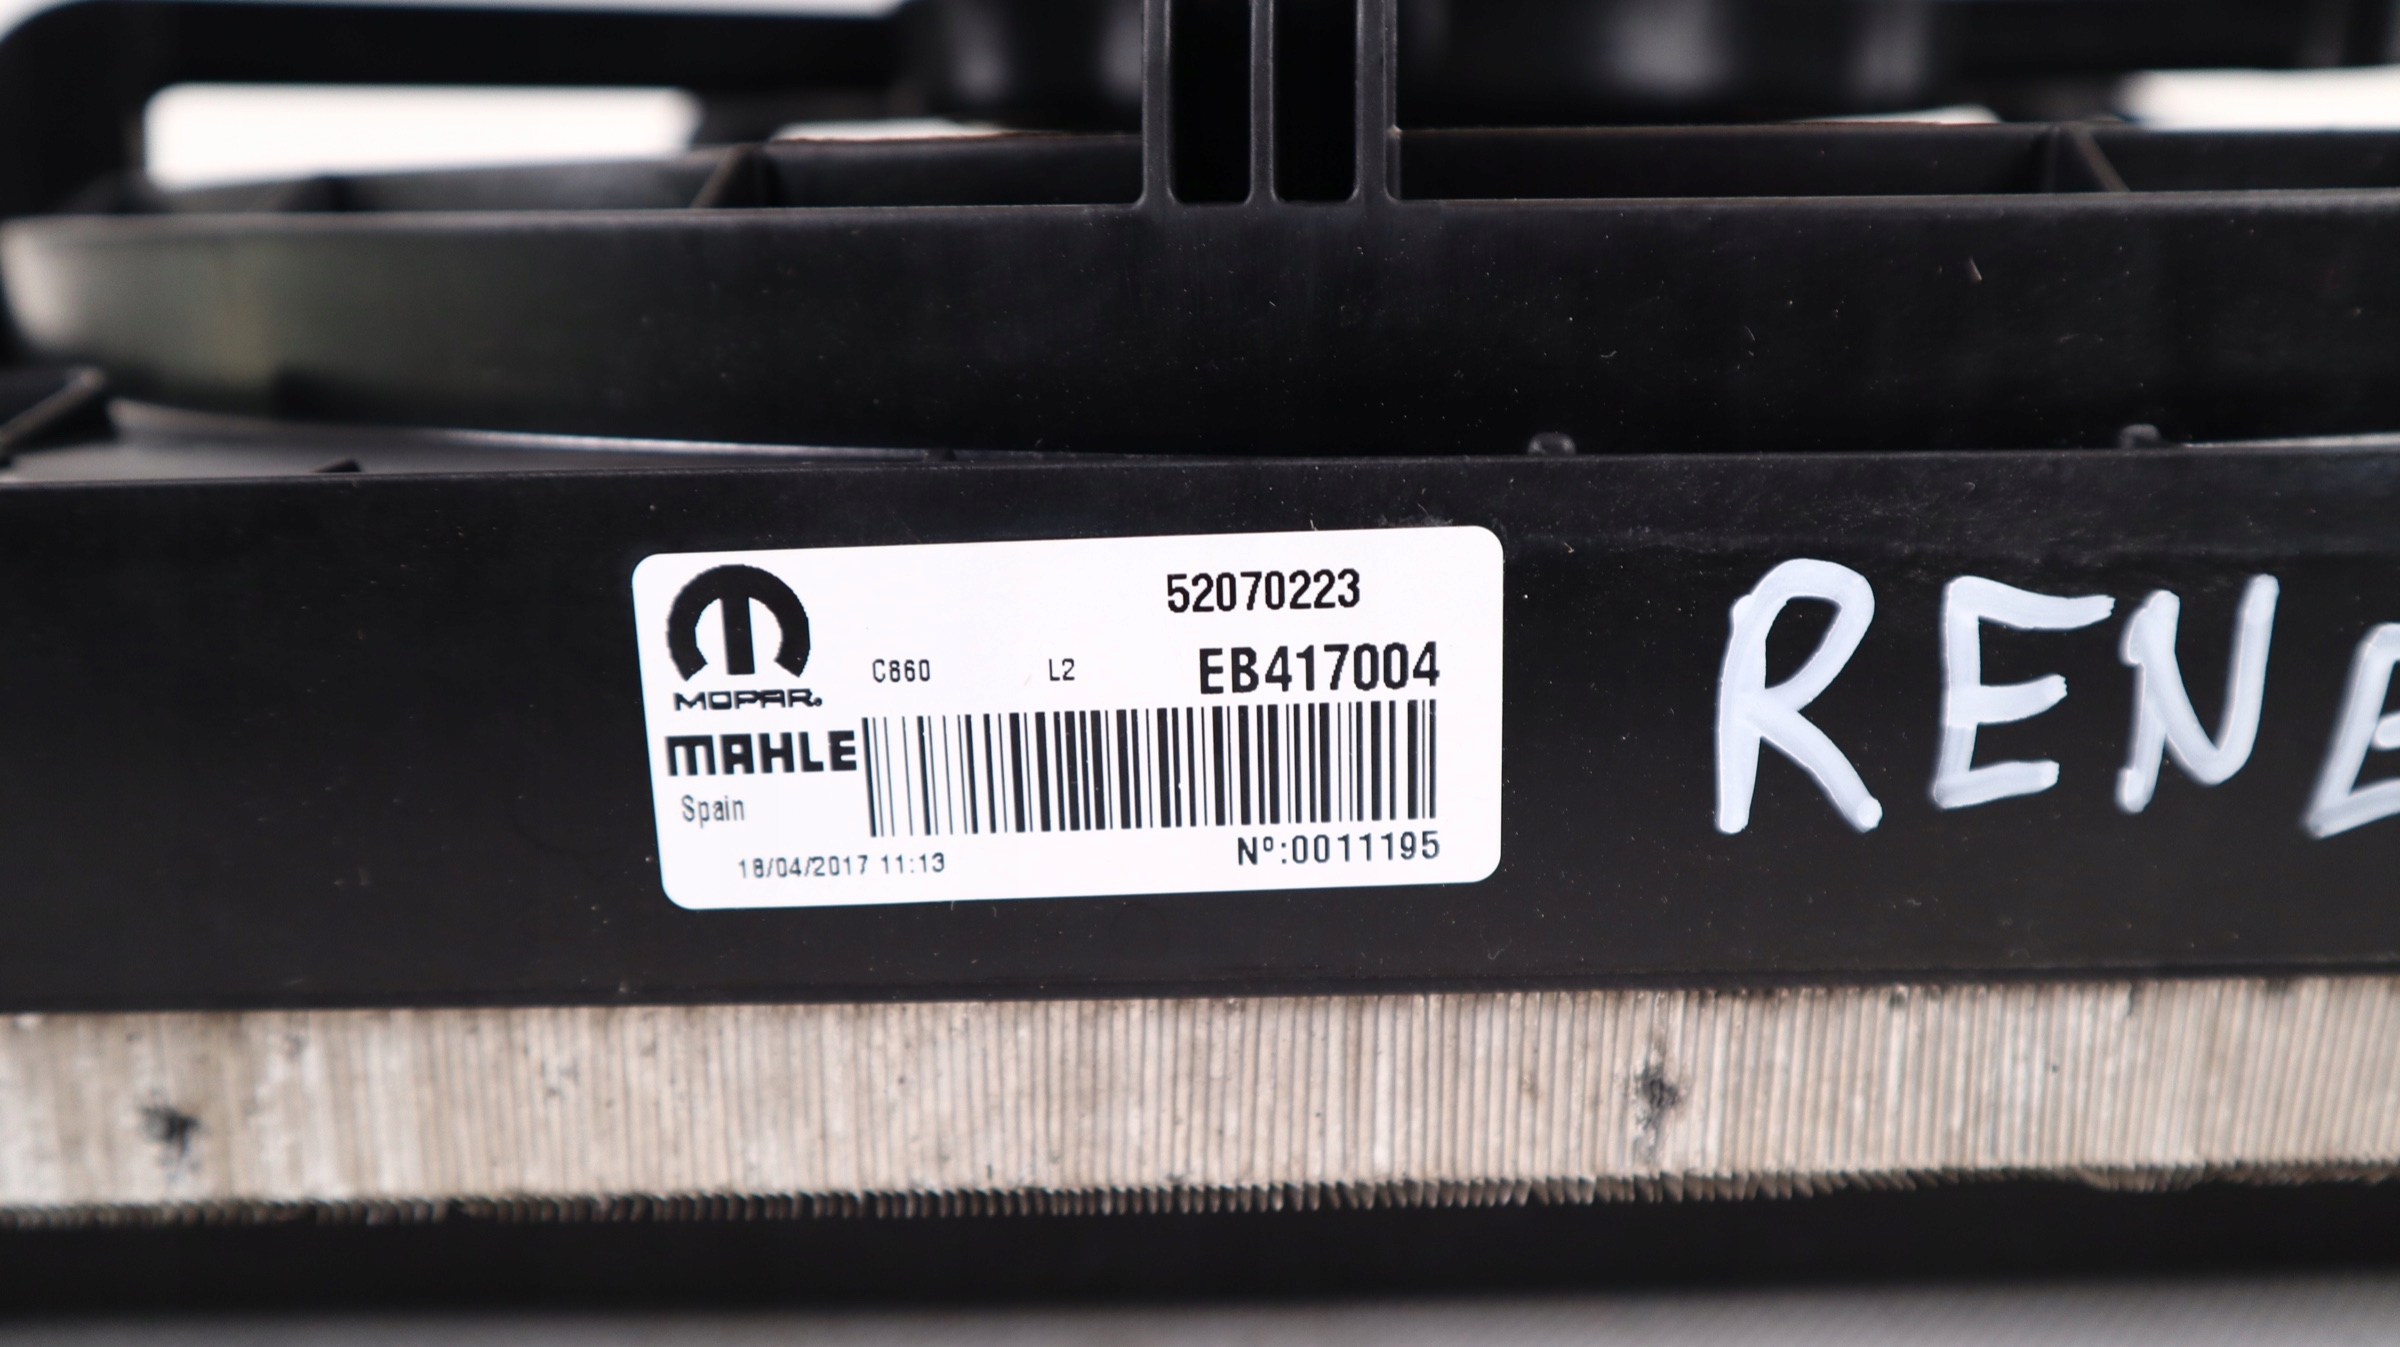 52070223
C860 L2 EB417004
MOPAR
MAHLE
Spain
Nº:0011195
18/04/2017 11:13
RENE